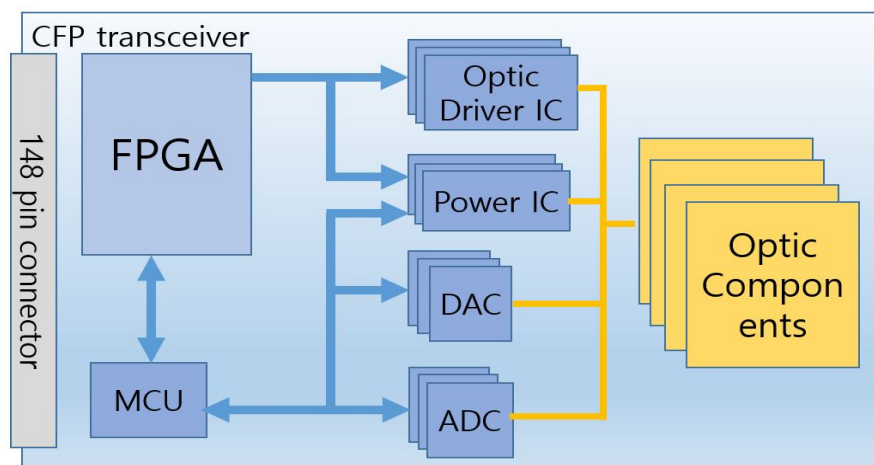 CFP transceiver
148 pin connector
FPGA
MCU
Optic
Driver IC
Power IC
DAC
ADC
Optic
Compon
ents